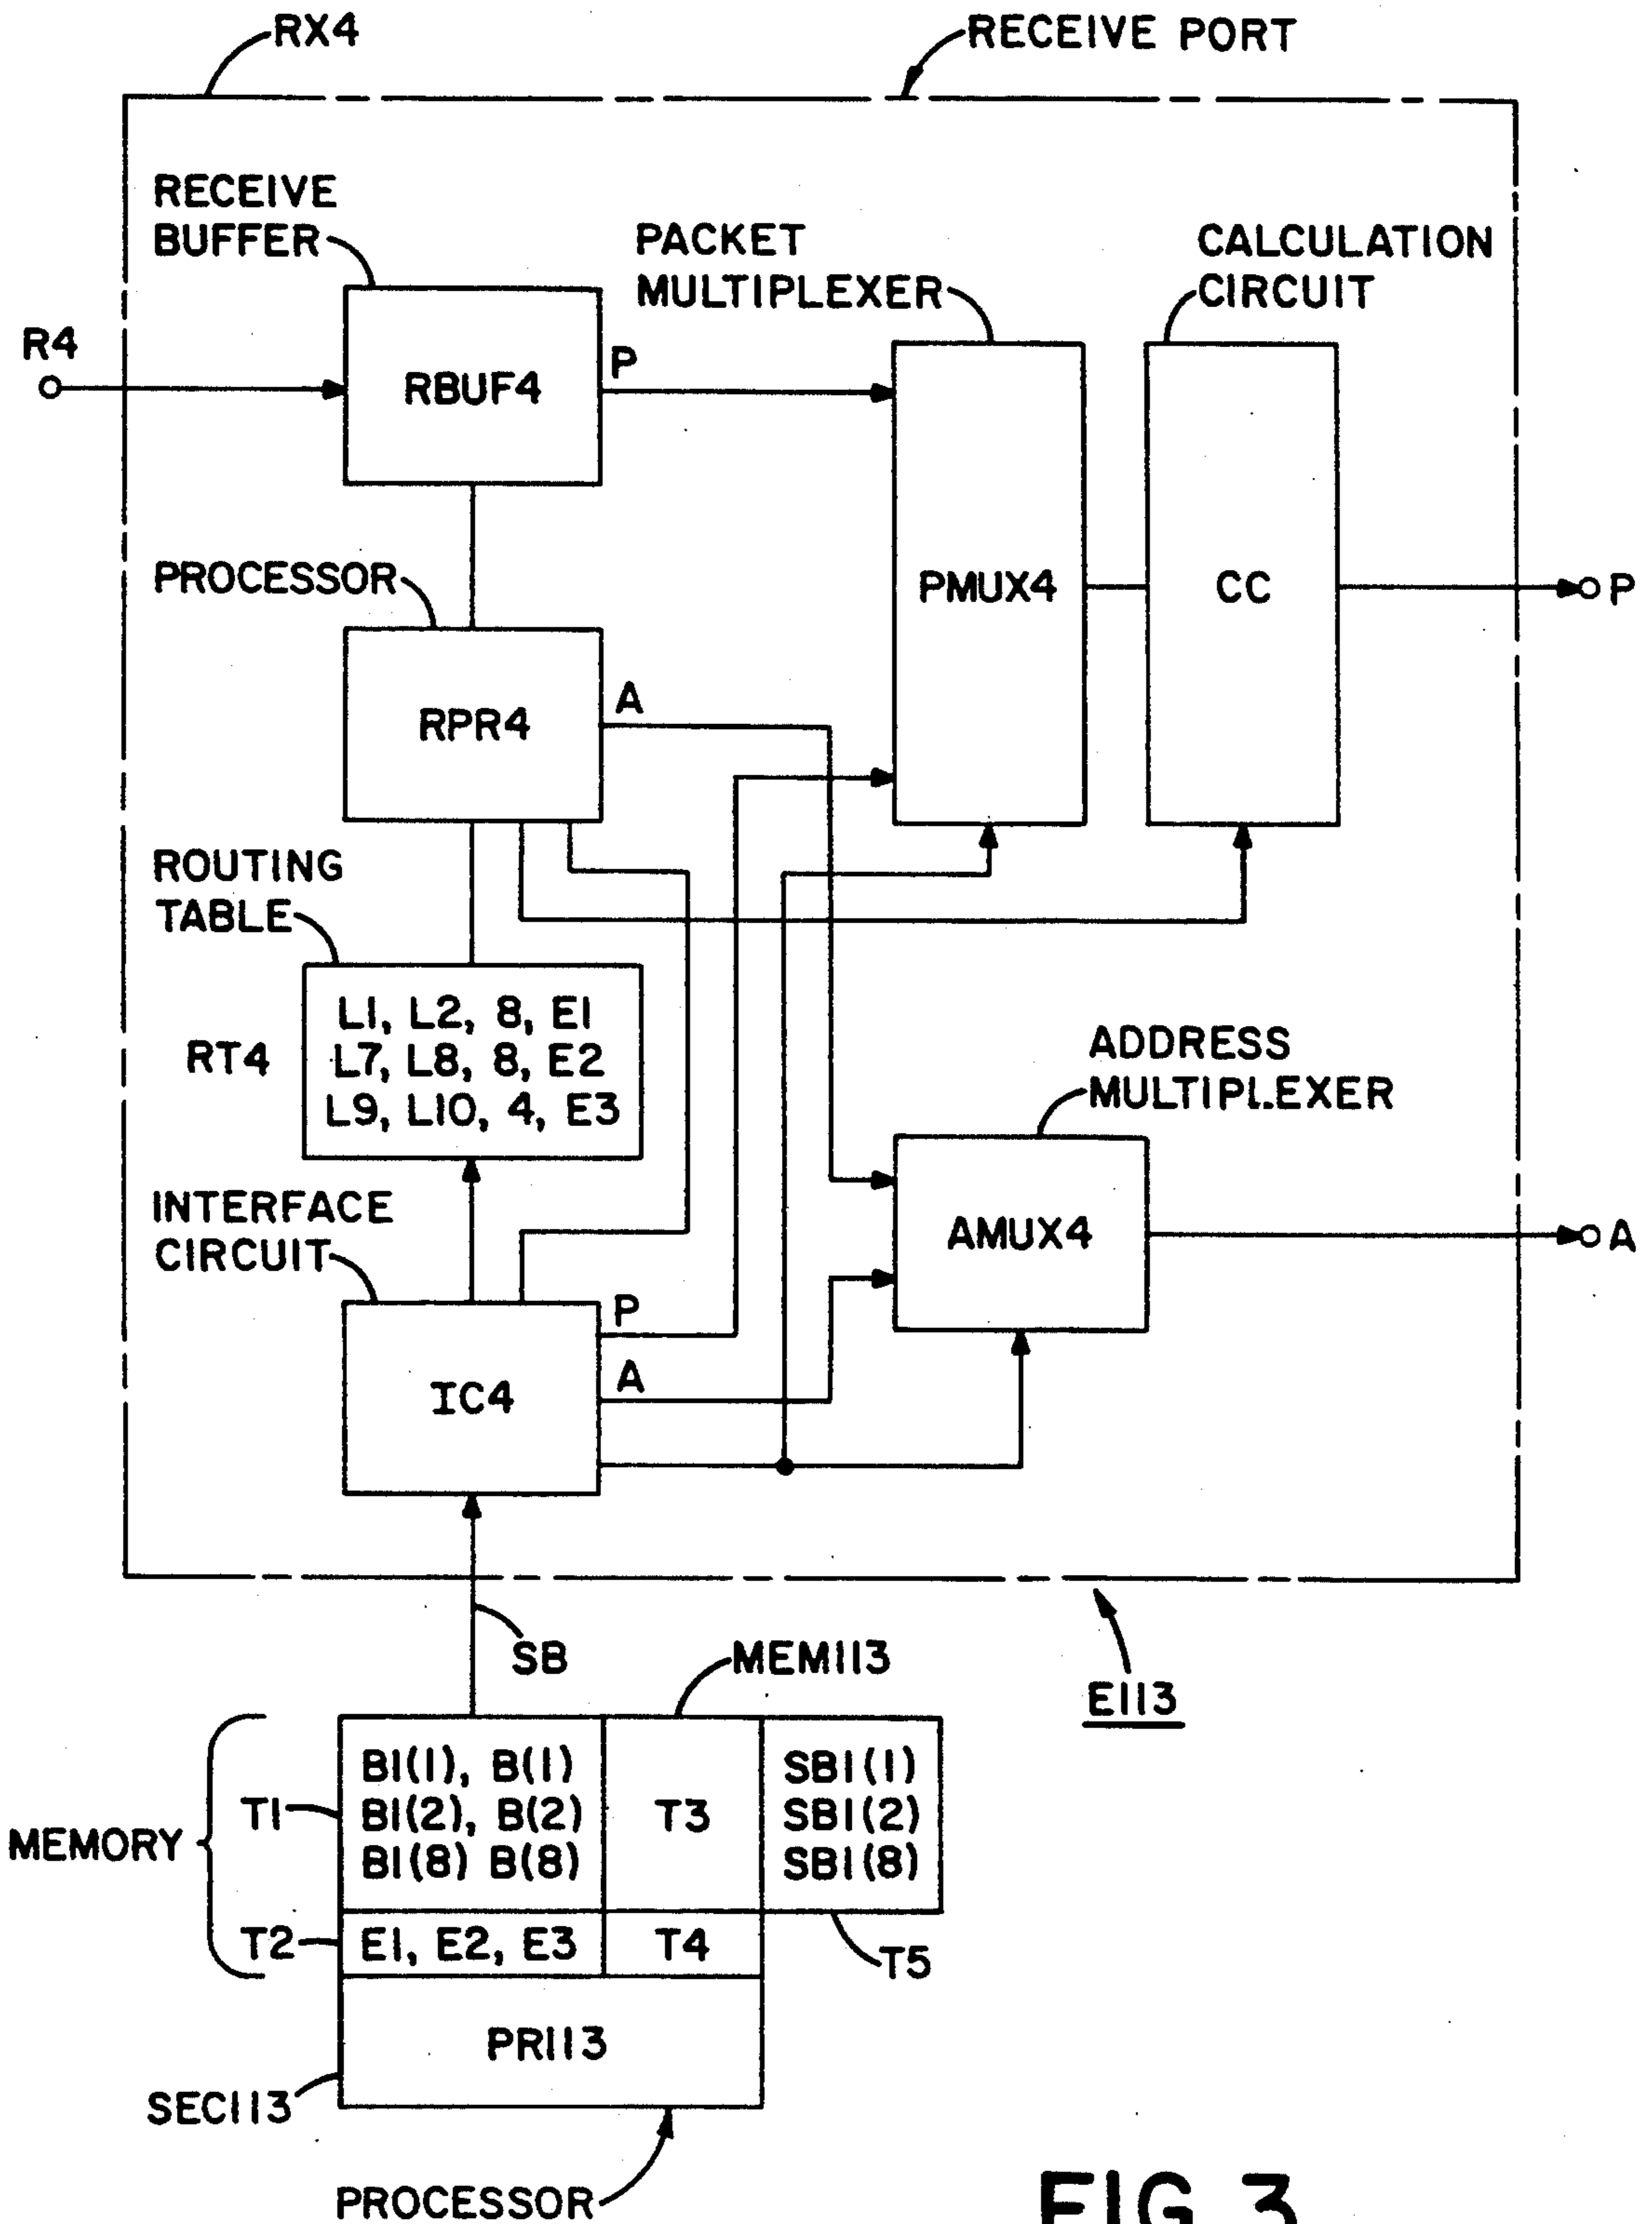 RX4
RECEIVE PORT
RECEIVE
BUFFER
PACKET
MULTIPLEXER
CALCULATION
CIRCUIT
R4
RBUF4
P
PMUX4
CC
P
PROCESSOR
RPR4
A
ROUTING
TABLE
RT4
L1, L2, 8, E1
L7, L8, 8, E2
L9, L10, 4, E3
ADDRESS
MULTIPLEXER
INTERFACE
CIRCUIT
AMUX4
A
P
A
IC4
SB
MEM113
E113
MEMORY
T1
B1(1), B(1)
B1(2), B(2)
B1(8) B(8)
T3
SB1(1)
SB1(2)
SB1(8)
T2
E1, E2, E3
T4
T5
PR113
SEC113
PROCESSOR
FIG. 3